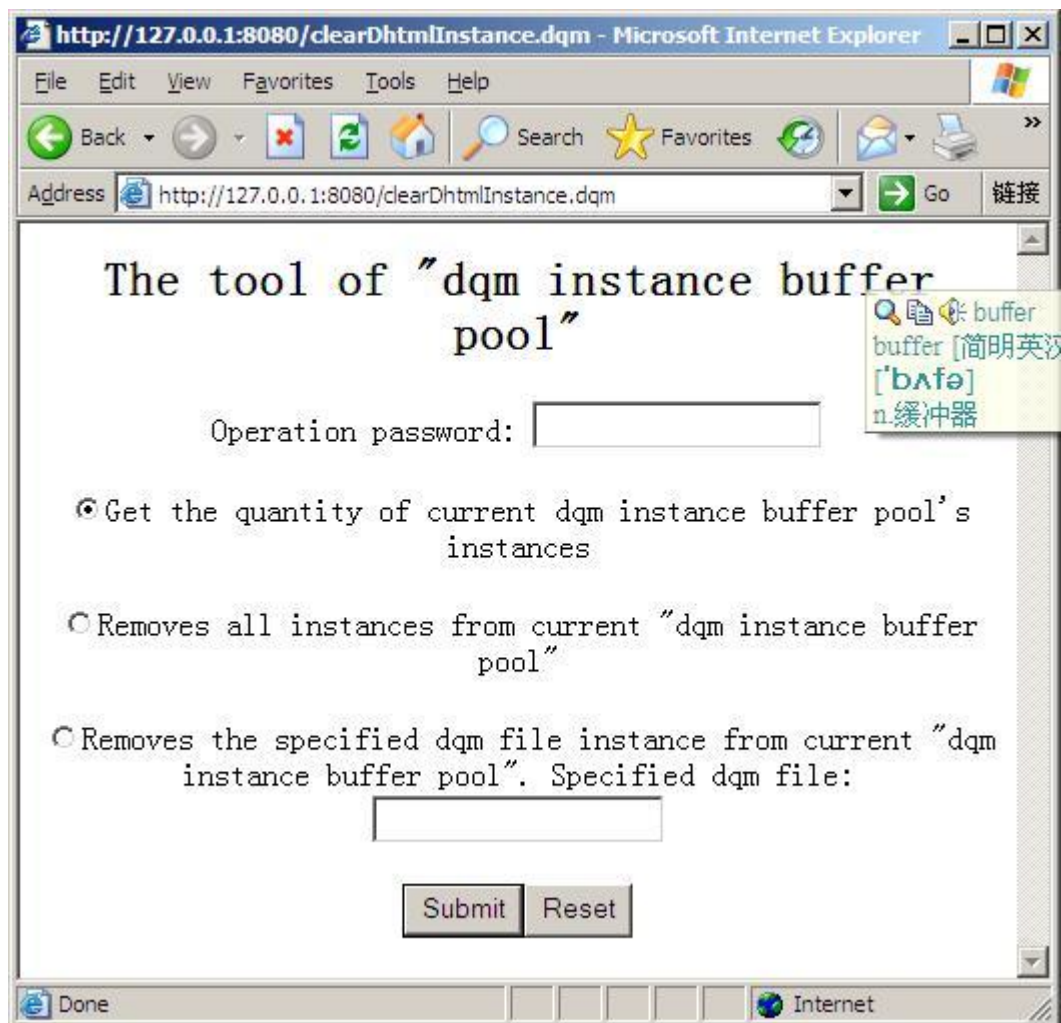 http://127.0.0.1:8080/clearDhtmlInstance.dqm - Microsoft Internet Explorer
File Edit View Favorites Tools Help
Back Search Favorites »
Address http://127.0.0.1:8080/clearDhtmlInstance.dqm Go 链接
The tool of "dqm instance buffer
pool"
buffer
buffer [简明英汉
['bʌfə]
n.缓冲器
Operation password:
Get the quantity of current dqm instance buffer pool's
instances
Removes all instances from current "dqm instance buffer
pool"
Removes the specified dqm file instance from current "dqm
instance buffer pool". Specified dqm file:
Submit Reset
Done Internet